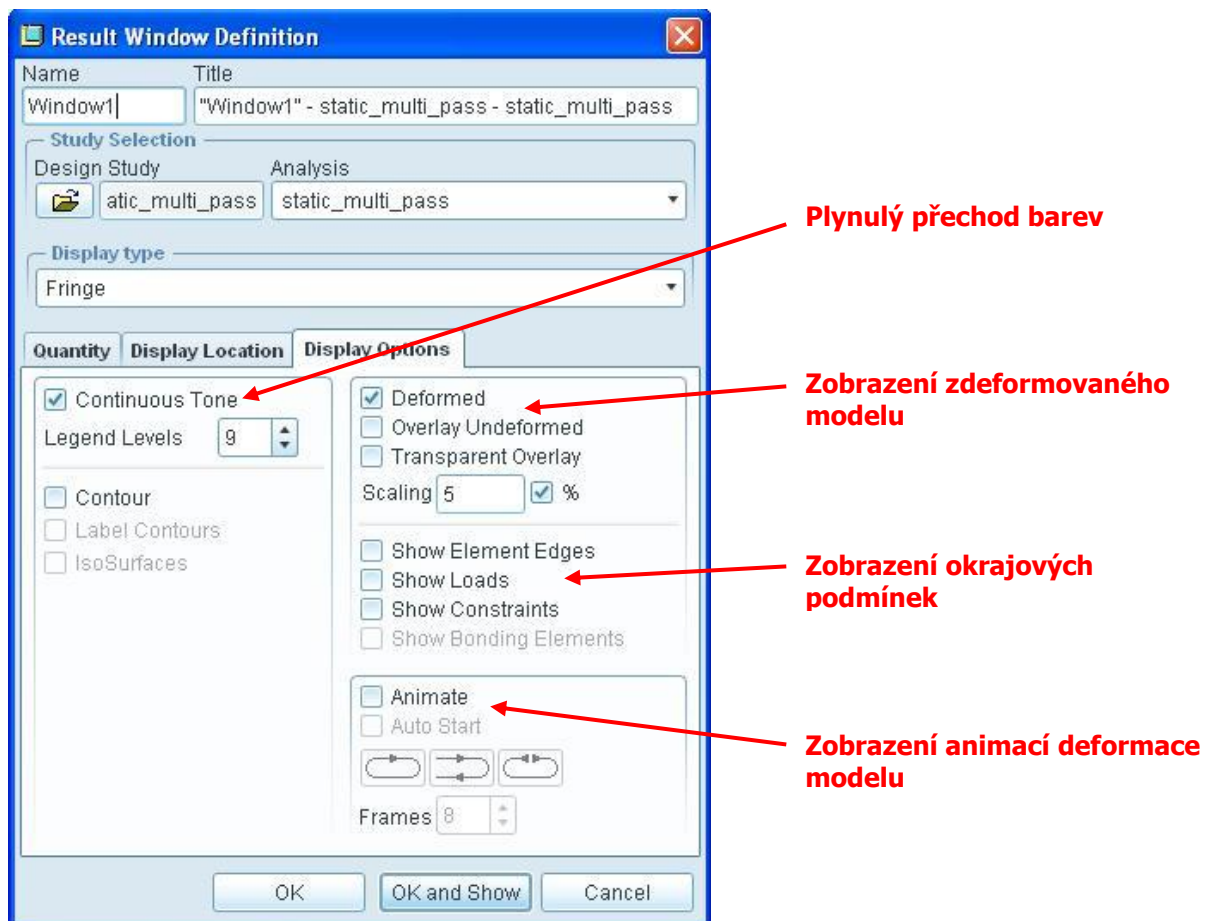 Result Window Definition
Name Title
Window1 "Window1" - static_multi_pass - static_multi_pass
Study Selection
Design Study Analysis
atic_multi_pass static_multi_pass
Display type
Fringe
Quantity Display Location Display Options
Continuous Tone
Legend Levels 9
Contour
Label Contours
IsoSurfaces
Deformed
Overlay Undeformed
Transparent Overlay
Scaling 5 %
Show Element Edges
Show Loads
Show Constraints
Show Bonding Elements
Animate
Auto Start
Frames 8
OK OK and Show Cancel
Plynulý přechod barev
Zobrazení zdeformovaného
modelu
Zobrazení okrajových
podmínek
Zobrazení animací deformace
modelu